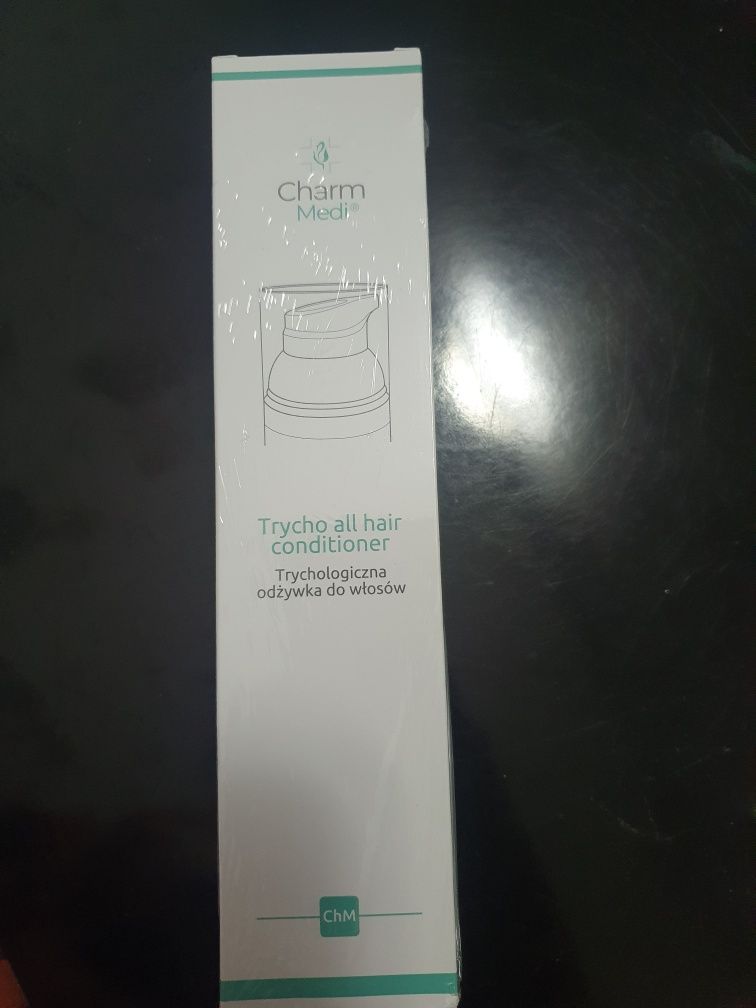 Charm
Medi®
Trycho all hair
conditioner
Trychologiczna
odżywka do włosów
ChM